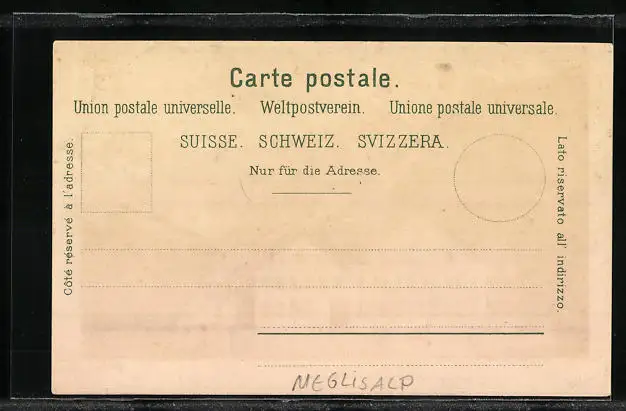 Carte postale.
Union postale universelle. Weltpostverein. Unione postale universale.
SUISSE. SCHWEIZ. SVIZZERA.
Nur für die Adresse.
Côté réservé à l'adresse.
Lato riservato all' indirizzo.
MEGLISALP